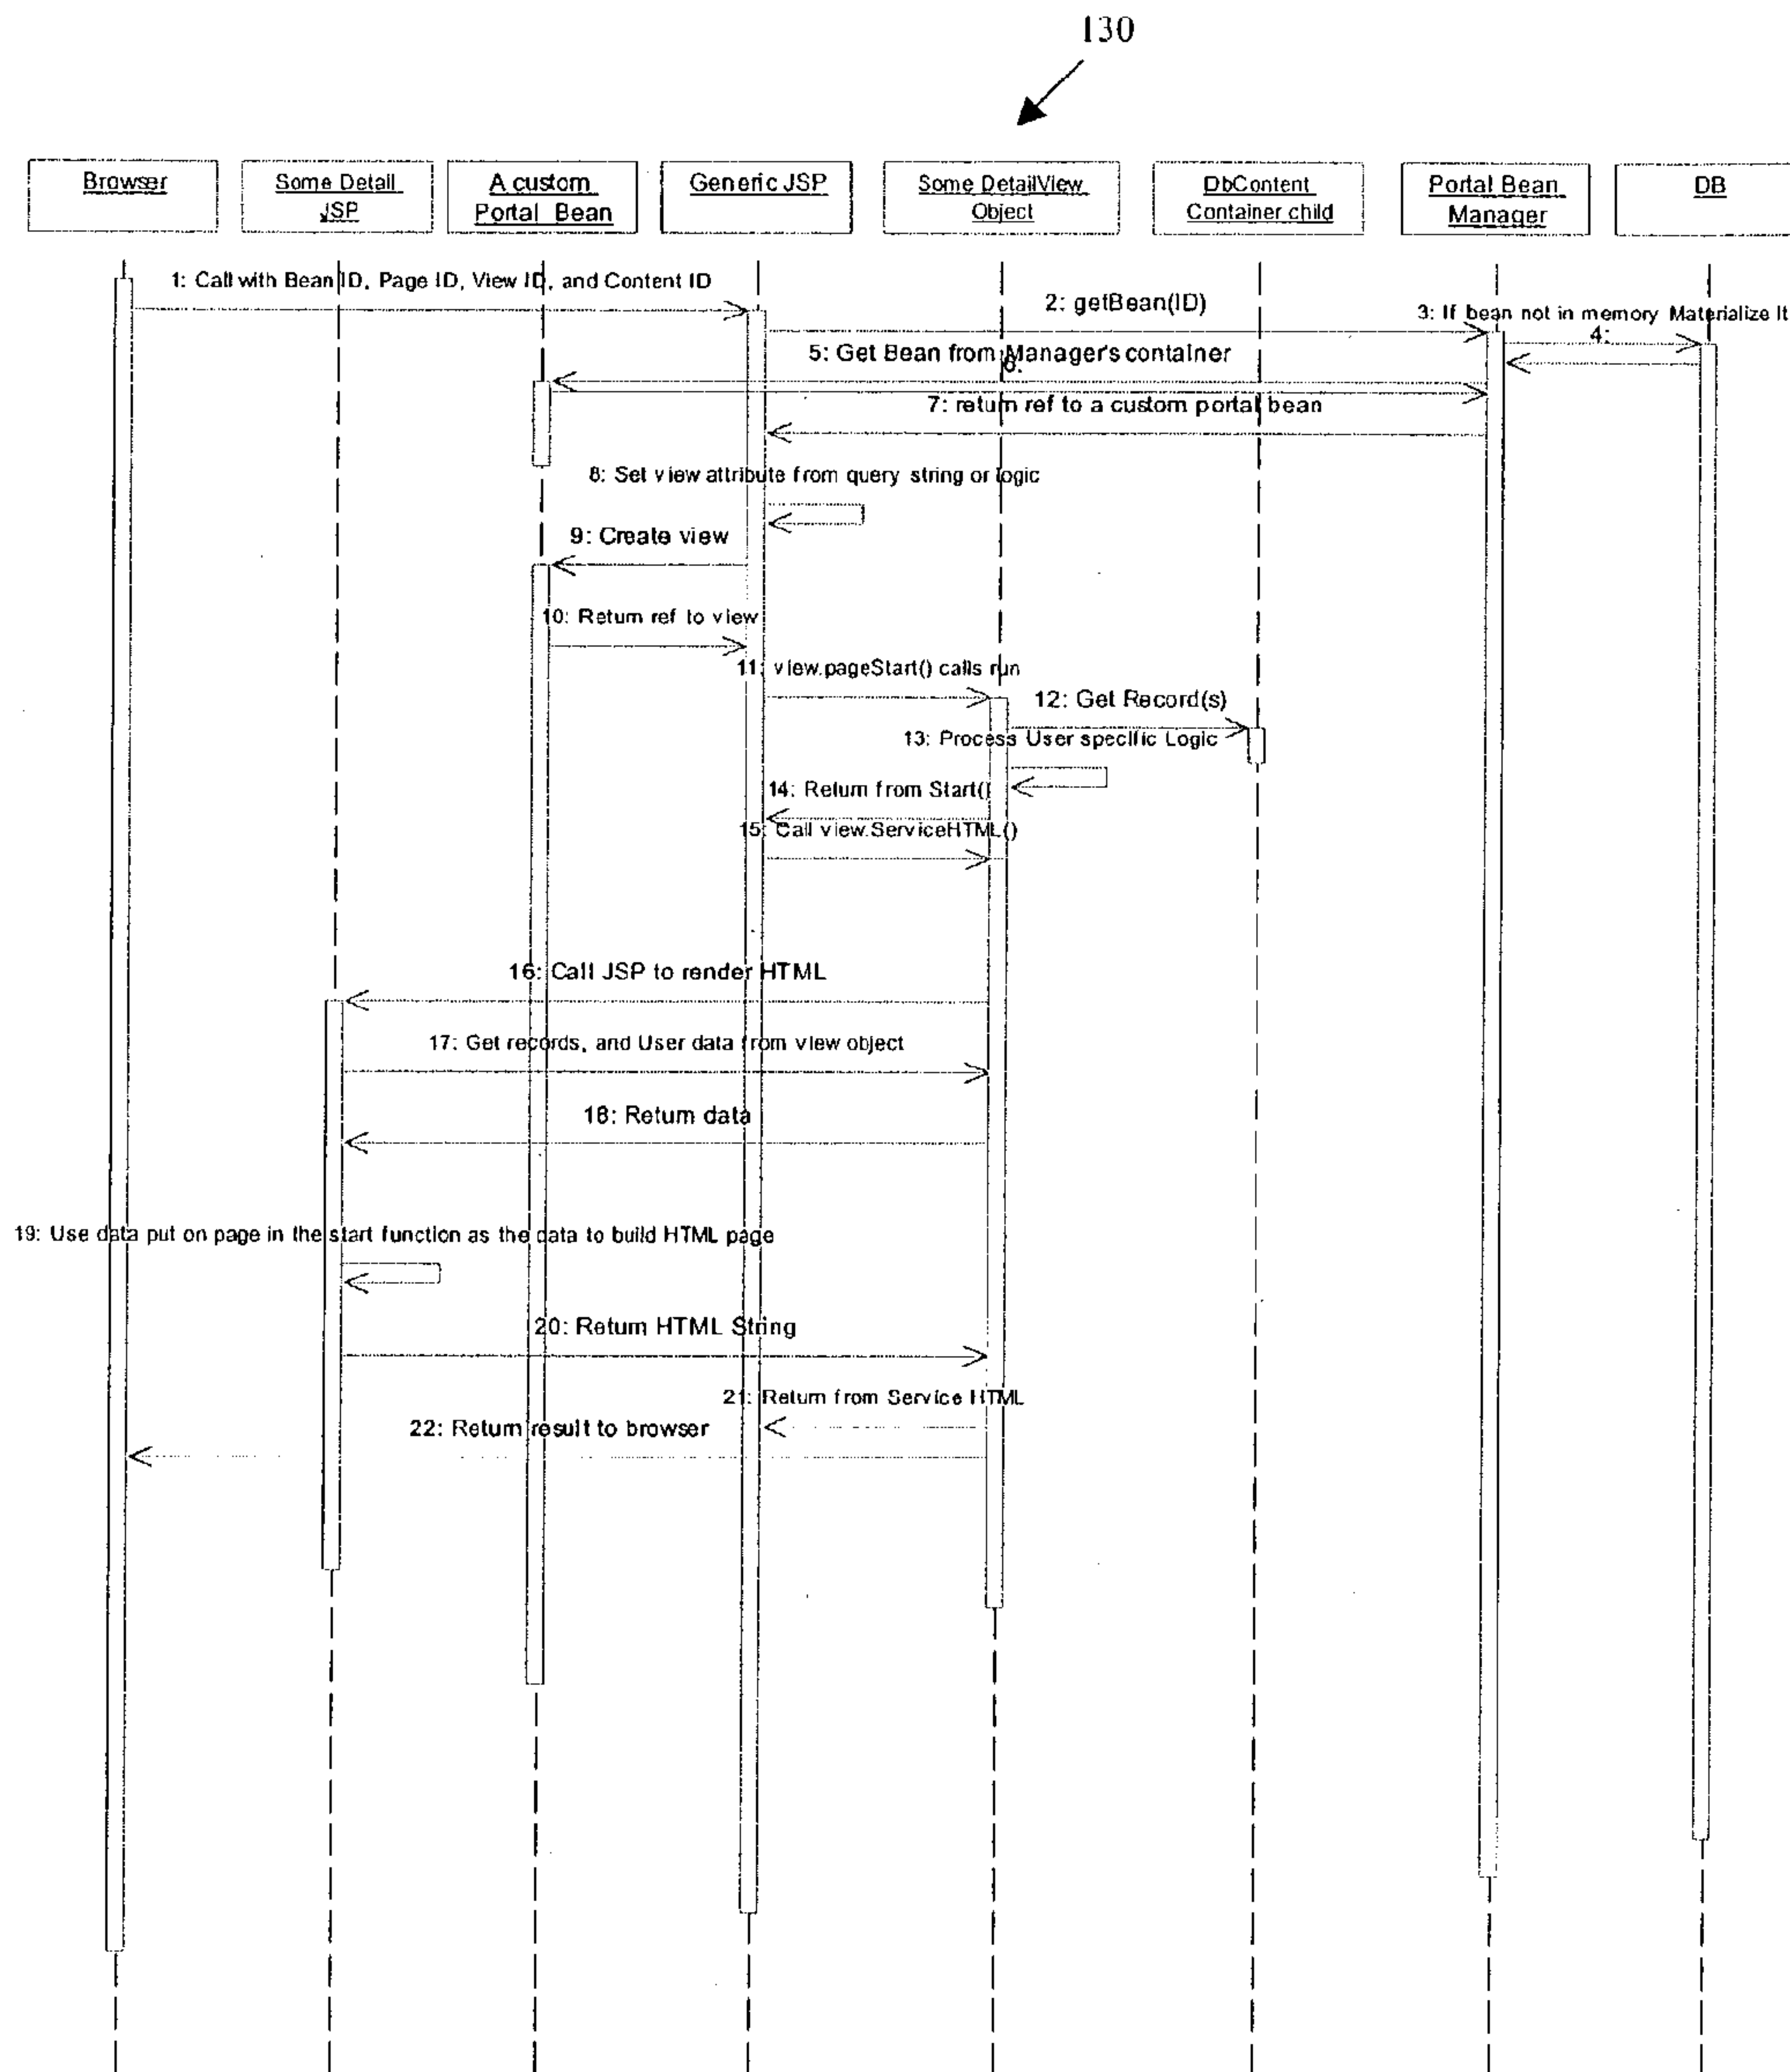 130
Browser
Some Detail
JSP
A custom
Portal Bean
Generic JSP
Some DetailView
Object
DbContent
Container child
Portal Bean
Manager
DB
1: Call with Bean ID, Page ID, View ID, and Content ID
2: getBean(ID)
3: If bean not in memory Materialize It
4:
5: Get Bean from Manager's container
6:
7: return ref to a custom portal bean
8: Set view attribute from query string or logic
9: Create view
10: Return ref to view
11: view.pageStart() calls run
12: Get Record(s)
13: Process User specific Logic
14: Return from Start()
15: Call view.ServiceHTML()
16: Call JSP to render HTML
17: Get records, and User data from view object
18: Return data
19: Use data put on page in the start function as the data to build HTML page
20: Return HTML String
21: Return from Service HTML
22: Return result to browser